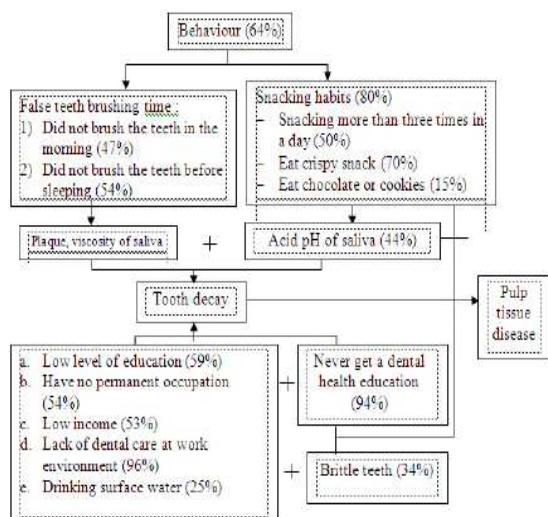 Behaviour (64%)
False teeth brushing time :
1) Did not brush the teeth in the
morning (47%)
2) Did not brush the teeth before
sleeping (54%)
Snacking habits (80%)
– Snacking more than three times in
a day (50%)
– Eat crispy snack (70%)
– Eat chocolate or cookies (15%)
Plaque, viscosity of saliva
+
Acid pH of saliva (44%)
Tooth decay
Pulp
tissue
disease
a. Low level of education (59%)
b. Have no permanent occupation
(54%)
c. Low income (53%)
d. Lack of dental care at work
environment (96%)
e. Drinking surface water (25%)
+
Never get a dental
health education
(94%)
+
Brittle teeth (34%)